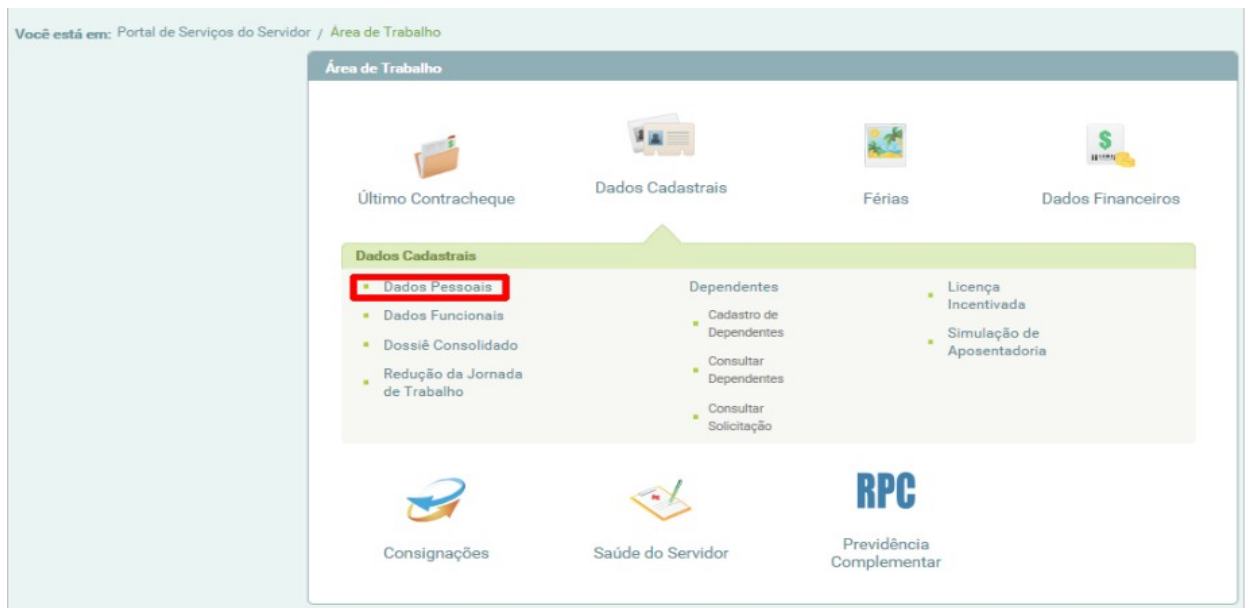 Você está em: Portal de Serviços do Servidor / Área de Trabalho
Área de Trabalho
Último Contracheque
Dados Cadastrais
Férias
Dados Financeiros
Dados Cadastrais
Dados Pessoais
Dados Funcionais
Dossiê Consolidado
Redução da Jornada
de Trabalho
Dependentes
Cadastro de
Dependentes
Consultar
Dependentes
Consultar
Solicitação
Licença
Incentivada
Simulação de
Aposentadoria
Consignações
Saúde do Servidor
RPC
Previdência
Complementar